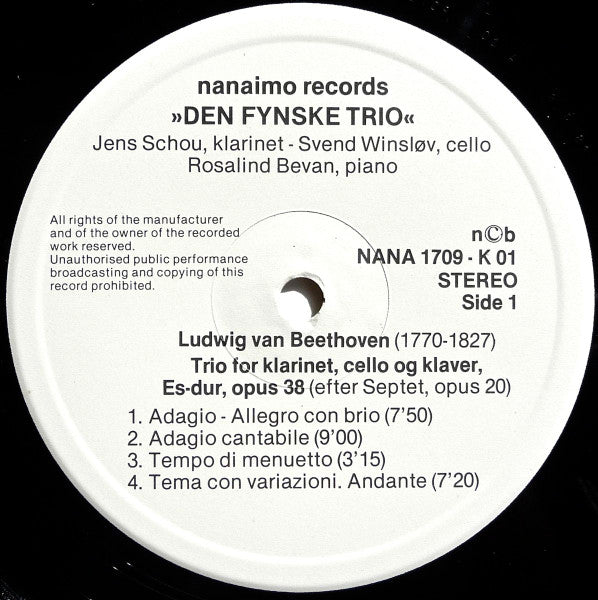 nanaimo records
»DEN FYNSKE TRIO«
Jens Schou, klarinet - Svend Winsløv, cello
Rosalind Bevan, piano
All rights of the manufacturer
and of the owner of the recorded
work reserved.
Unauthorised public performance
broadcasting and copying of this
record prohibited.
n©b
NANA 1709 - K 01
STEREO
Side 1
Ludwig van Beethoven (1770-1827)
Trio for klarinet, cello og klaver,
Es-dur, opus 38 (efter Septet, opus 20)
1. Adagio - Allegro con brio (7'50)
2. Adagio cantabile (9'00)
3. Tempo di menuetto (3'15)
4. Tema con variazioni. Andante (7'20)